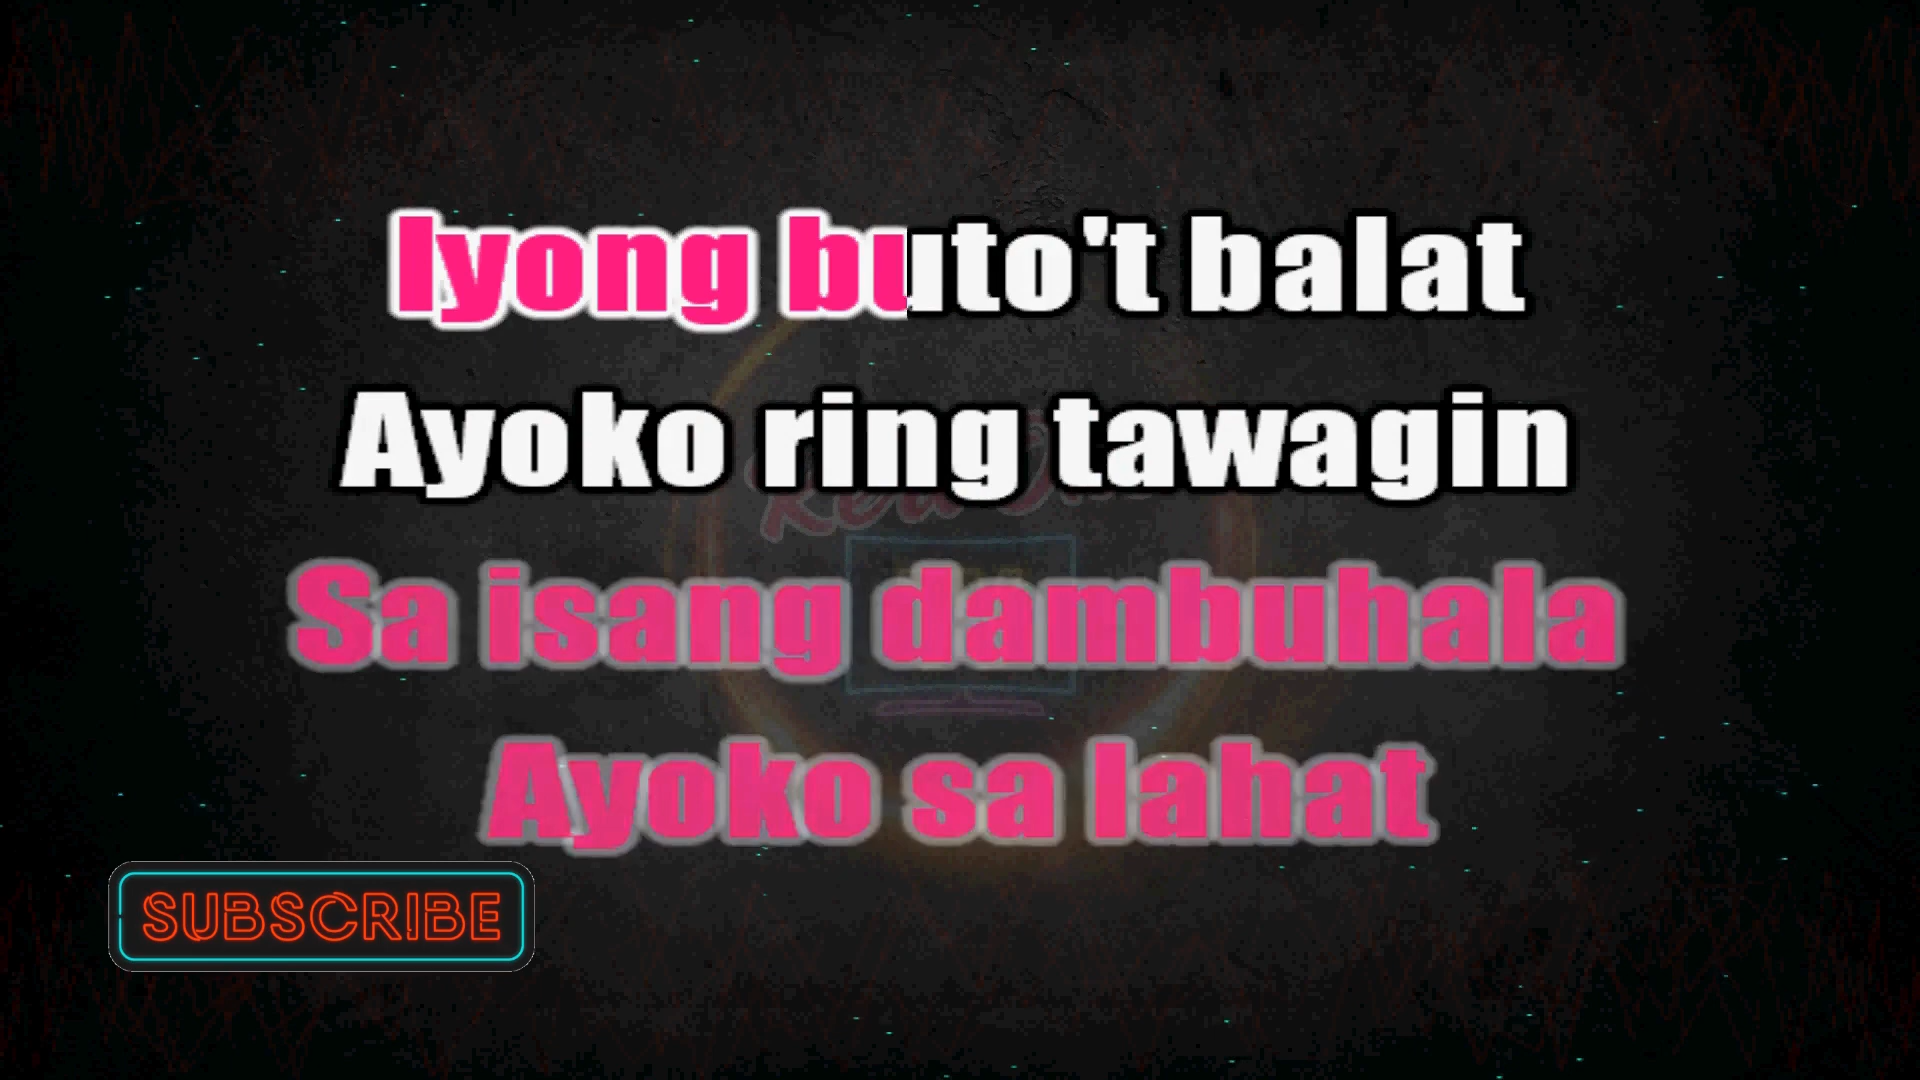 Iyong buto't balat
Ayoko ring tawagin
Sa isang dambuhala
Ayoko sa lahat
SUBSCRIBE